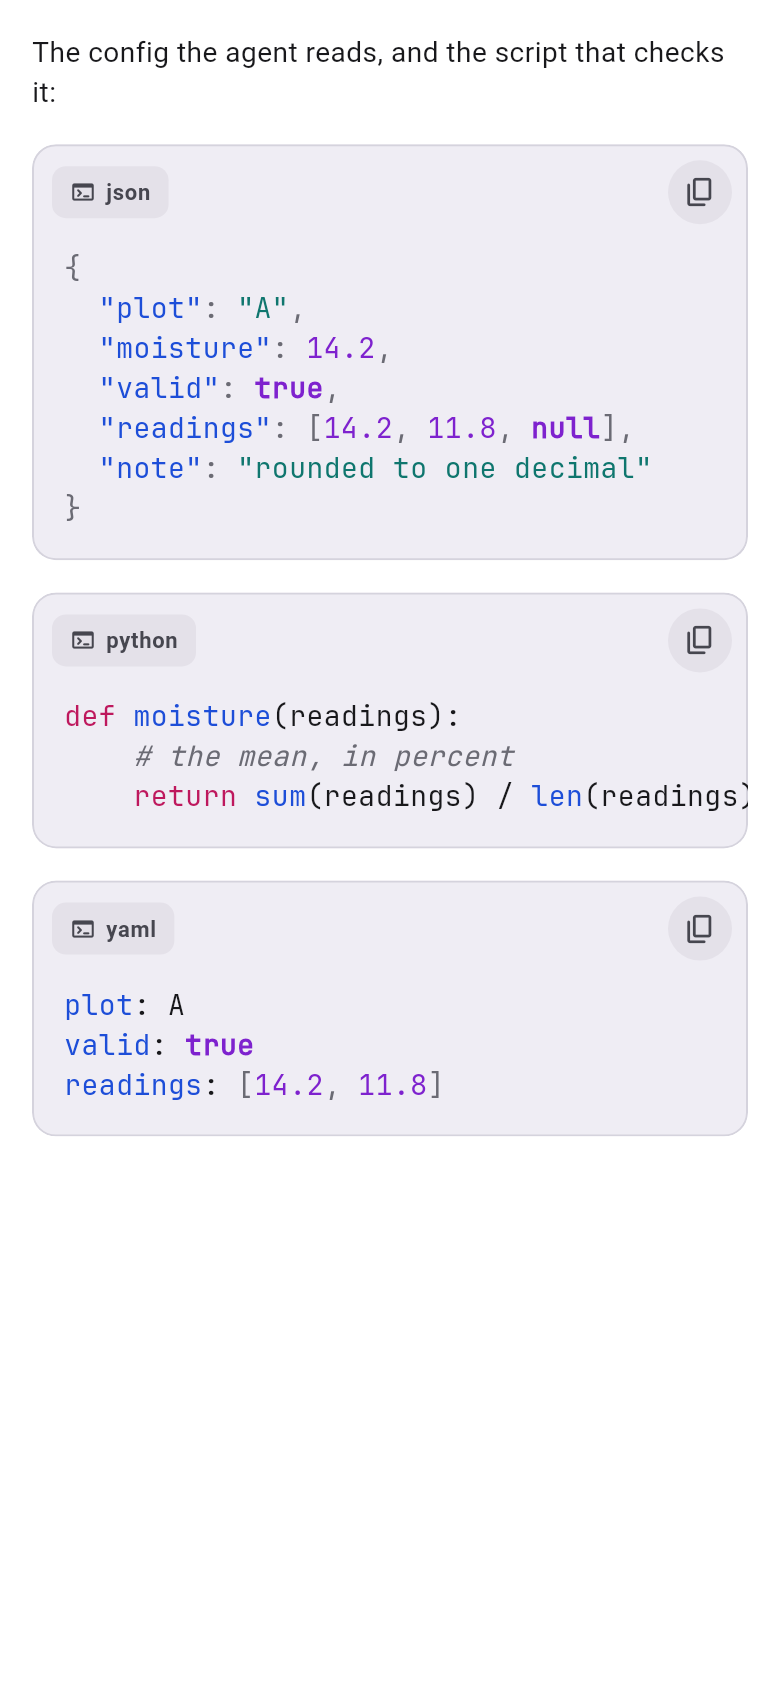 The config the agent reads, and the script that checks
it:
json
{
  "plot": "A",
  "moisture": 14.2,
  "valid": true,
  "readings": [14.2, 11.8, null],
  "note": "rounded to one decimal"
}
python
def moisture(readings):
    # the mean, in percent
    return sum(readings) / len(readings)
yaml
plot: A
valid: true
readings: [14.2, 11.8]